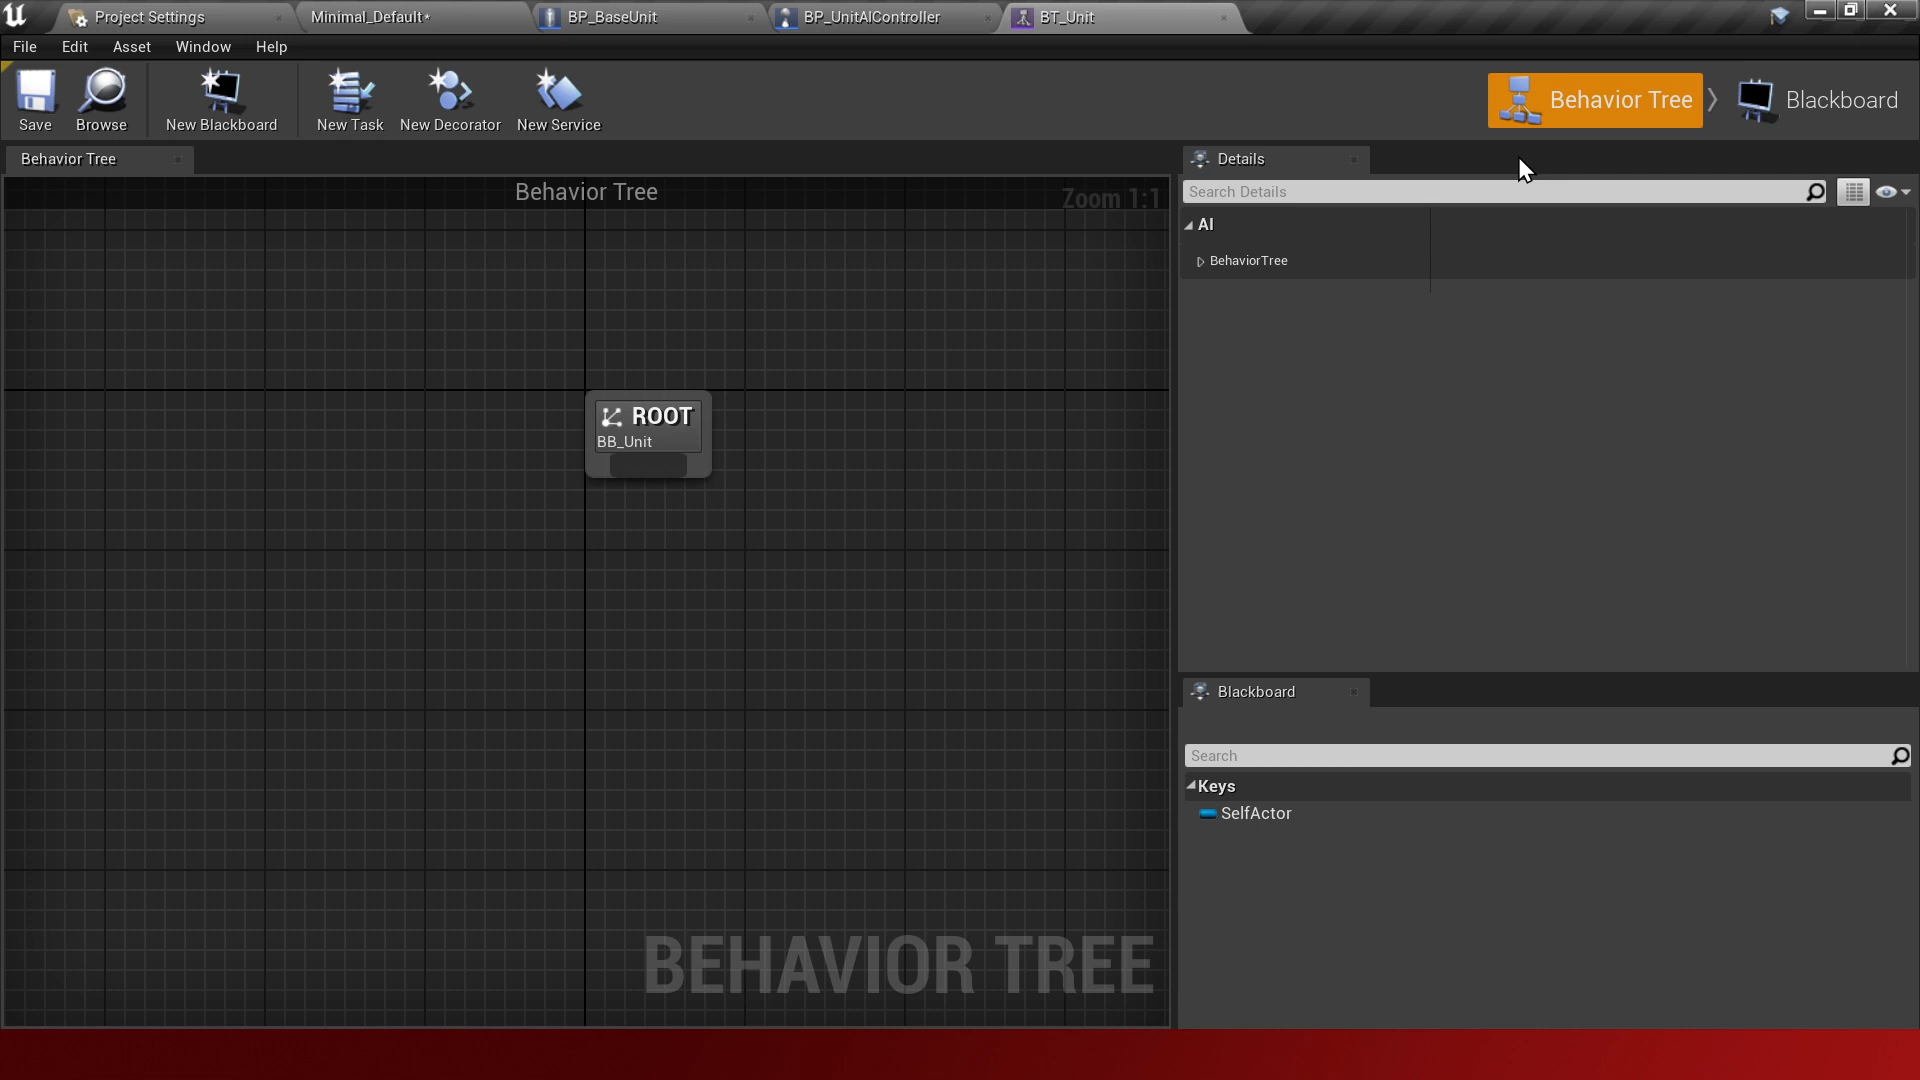 Project Settings
Minimal_Default*
BP_BaseUnit
BP_UnitAIController
BT_Unit
File Edit Asset Window Help
Save
Browse
New Blackboard
New Task
New Decorator
New Service
Behavior Tree
Blackboard
Behavior Tree
Behavior Tree
Zoom 1:1
ROOT
BB_Unit
BEHAVIOR TREE
Details
Search Details
AI
BehaviorTree
Blackboard
Search
Keys
SelfActor